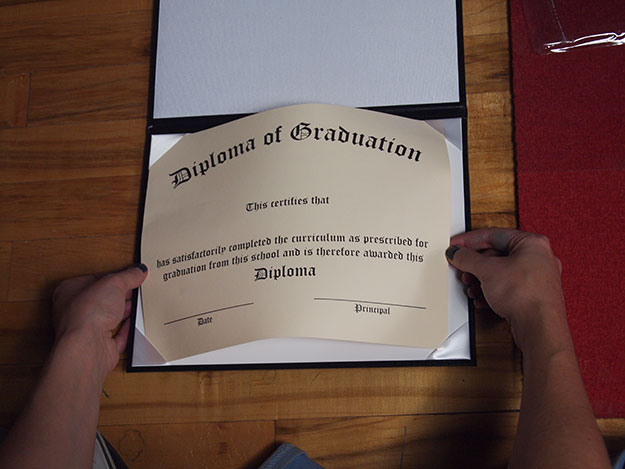 Diploma of Graduation
This certifies that
has satisfactorily completed the curriculum as prescribed for
graduation from this school and is therefore awarded this
Diploma
Date
Principal